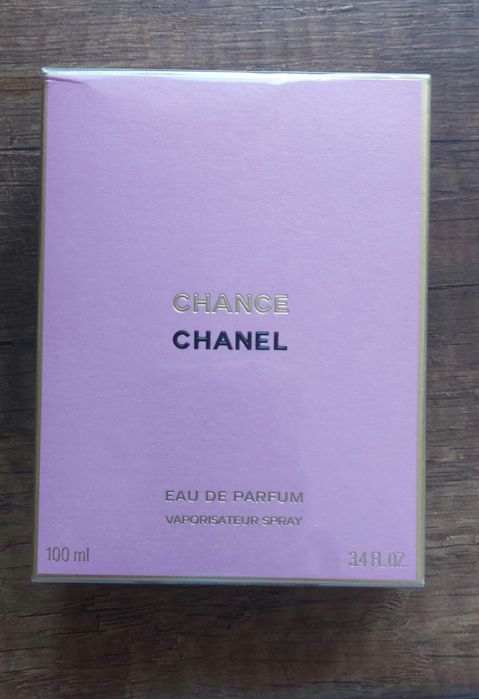 CHANCE
CHANEL
EAU DE PARFUM
VAPORISATEUR SPRAY
100 ml
3.4 FL.OZ.